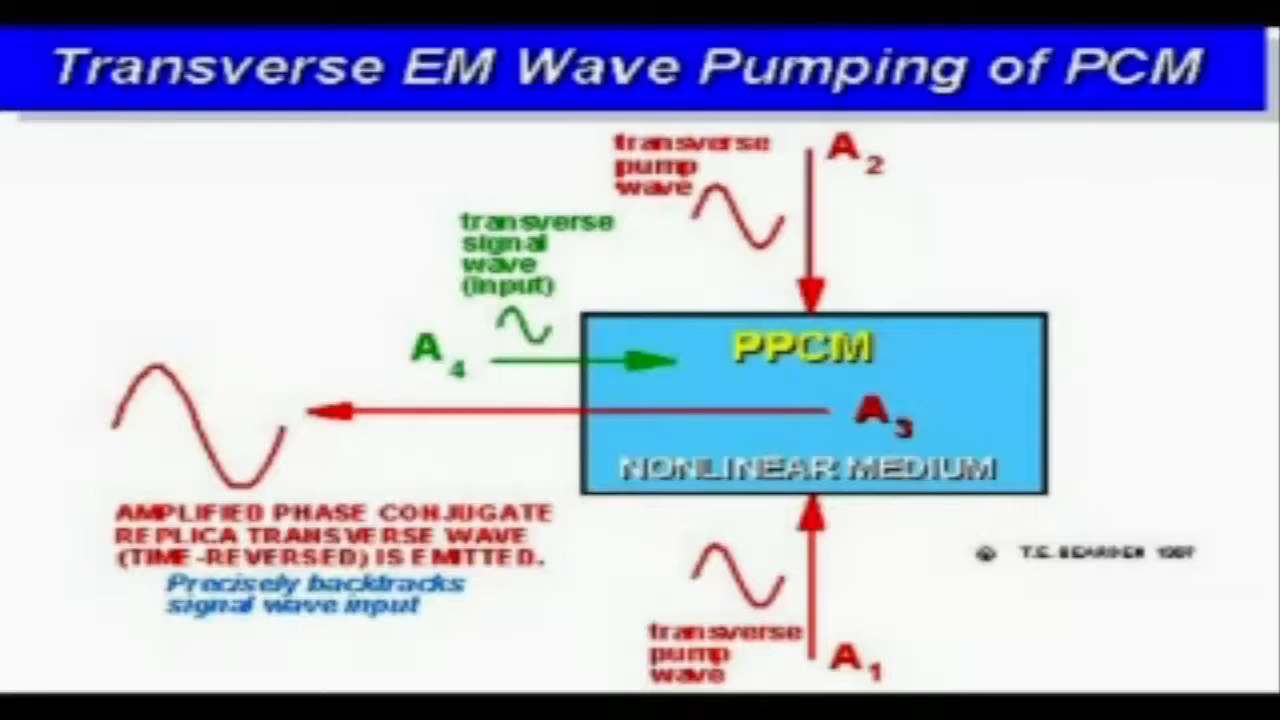 Transverse EM Wave Pumping of PCM
transverse
pump
wave
A2
transverse
signal
wave
(input)
A4
PPCM
A3
NONLINEAR MEDIUM
AMPLIFIED PHASE CONJUGATE
REPLICA TRANSVERSE WAVE
(TIME-REVERSED) IS EMITTED.
Precisely backtracks
signal wave input
© T.E. BEARDEN 1997
transverse
pump
wave
A1